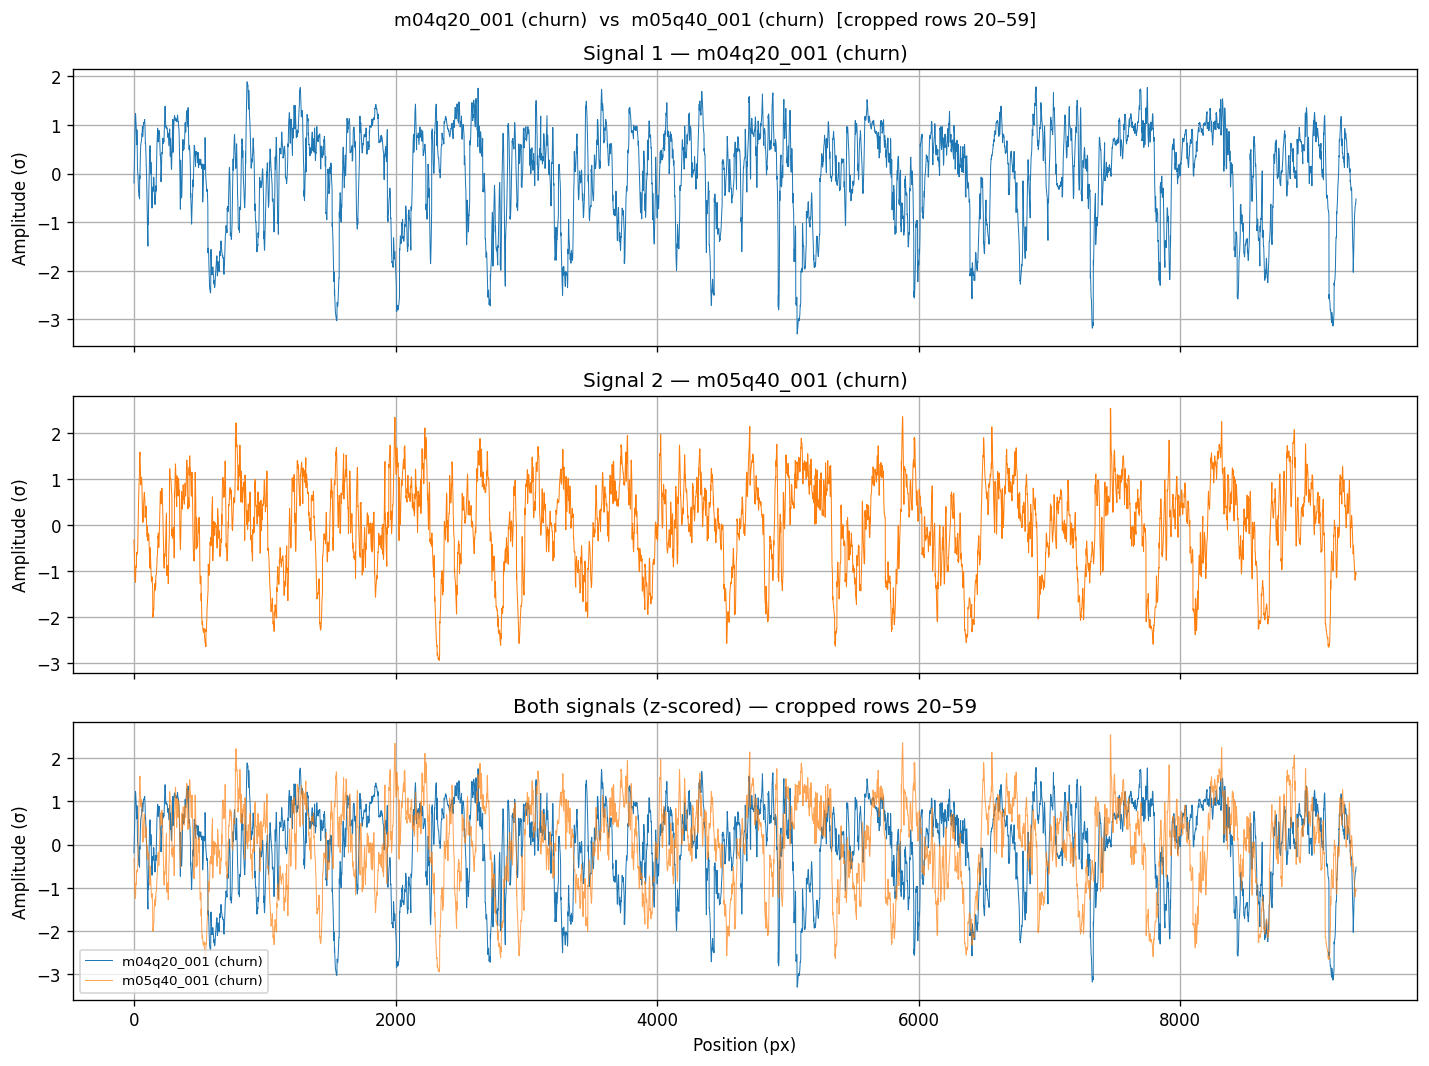 m04q20_001 (churn)  vs  m05q40_001 (churn)  [cropped rows 20–59]
Signal 1 — m04q20_001 (churn)
Amplitude (σ)
2
1
0
−1
−2
−3
Signal 2 — m05q40_001 (churn)
Amplitude (σ)
2
1
0
−1
−2
−3
Both signals (z-scored) — cropped rows 20–59
Amplitude (σ)
2
1
0
−1
−2
−3
m04q20_001 (churn)
m05q40_001 (churn)
0 2000 4000 6000 8000
Position (px)